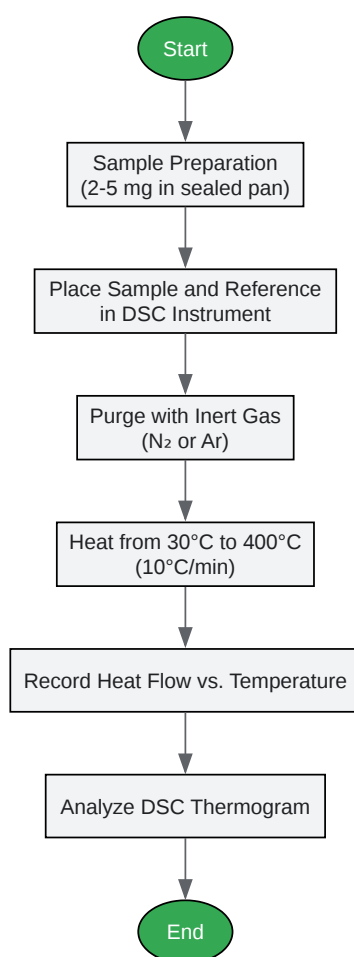 Start
Sample Preparation
(2-5 mg in sealed pan)
Place Sample and Reference
in DSC Instrument
Purge with Inert Gas
(N₂ or Ar)
Heat from 30°C to 400°C
(10°C/min)
Record Heat Flow vs. Temperature
Analyze DSC Thermogram
End